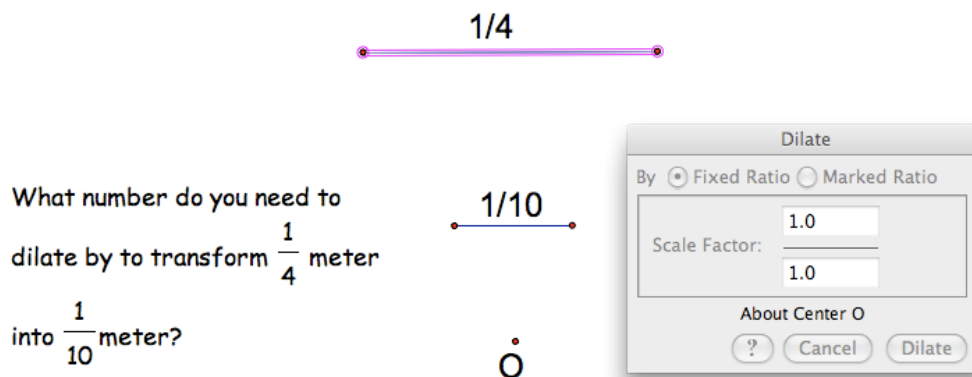 1/4
What number do you need to
dilate by to transform 1/4 meter
into 1/10 meter?
1/10
O
Dilate
By Fixed Ratio Marked Ratio
Scale Factor:
1.0
1.0
About Center O
? Cancel Dilate